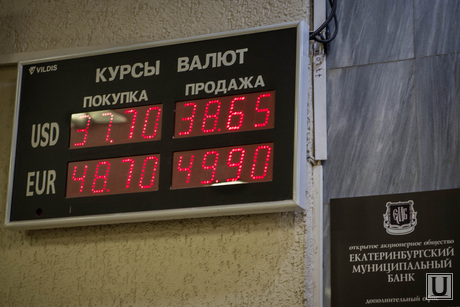 VILDIS
КУРСЫ ВАЛЮТ
ПОКУПКА ПРОДАЖА
USD 37.70 38.65
EUR 48.70 49.90
ЕМБ
открытое акционерное общество
ЕКАТЕРИНБУРГСКИЙ
МУНИЦИПАЛЬНЫЙ
БАНК
дополнительный
U